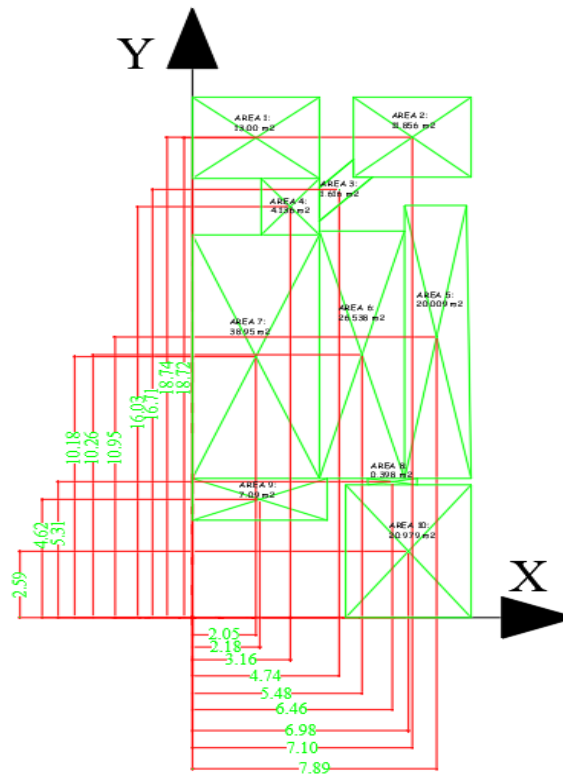 Y
AREA 1:
13.00 m2
AREA 2:
11.856 m2
AREA 3:
1.616 m2
AREA 4:
4.136 m2
AREA 5:
20.009 m2
AREA 6:
26.538 m2
AREA 7:
38.95 m2
AREA 8:
0.398 m2
AREA 9:
7.09 m2
AREA 10:
20.979 m2
18.74
18.72
16.71
16.03
10.95
10.26
10.18
5.31
4.62
2.59
X
2.05
2.18
3.16
4.74
5.48
6.46
6.98
7.10
7.89